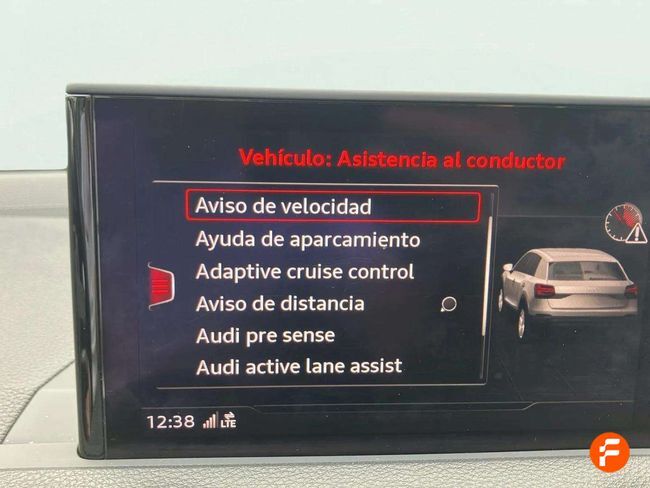 Vehículo: Asistencia al conductor
Aviso de velocidad
Ayuda de aparcamiento
Adaptive cruise control
Aviso de distancia
Audi pre sense
Audi active lane assist
12:38 LTE